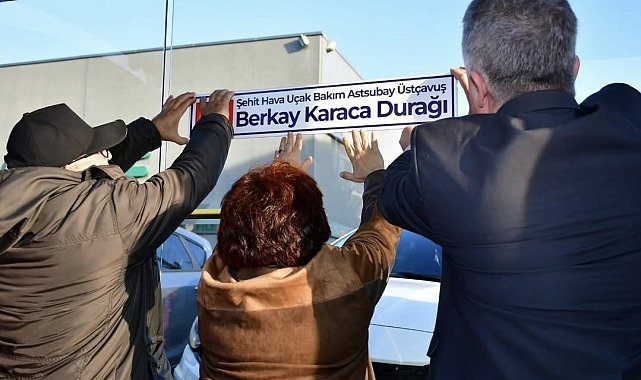 Şehit Hava Uçak Bakım Astsubay Üstçavuş
Berkay Karaca Durağı